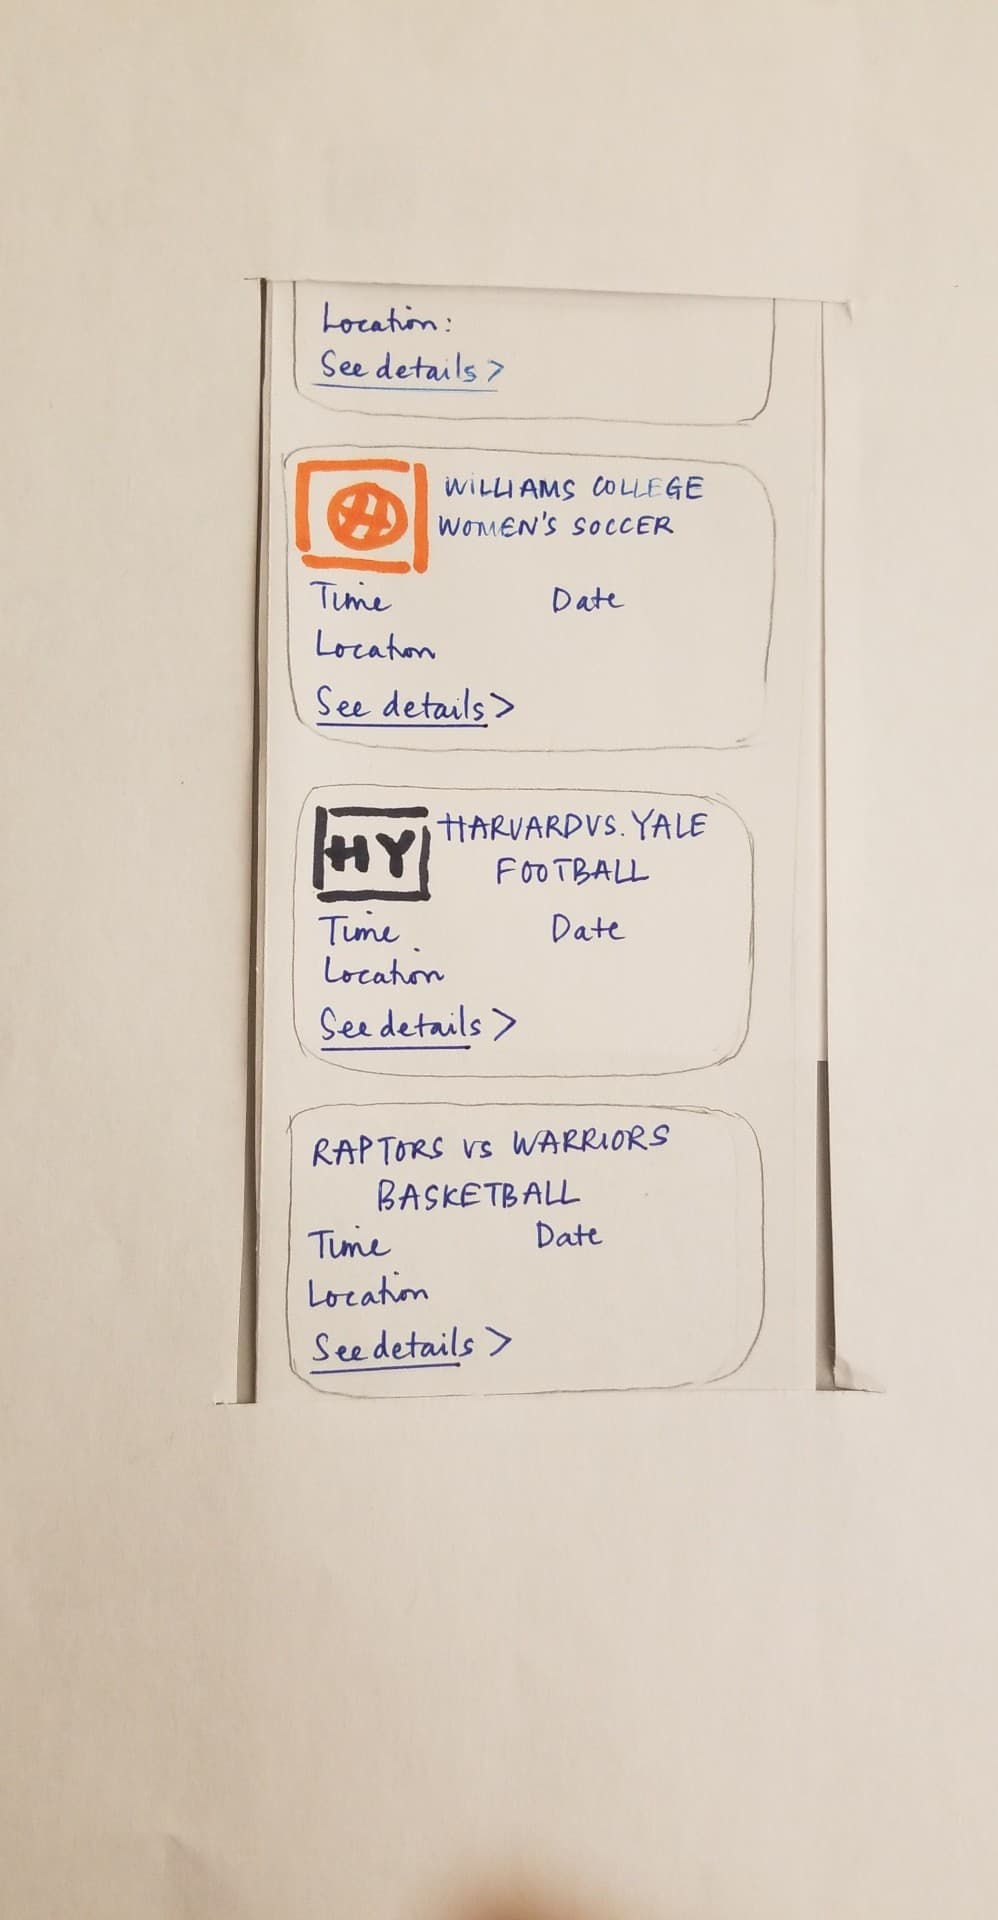 Location:
See details >
WILLIAMS COLLEGE
WOMEN'S SOCCER
Time Date
Location
See details >
HY HARVARD VS. YALE
FOOTBALL
Time Date
Location
See details >
RAPTORS VS WARRIORS
BASKETBALL
Time Date
Location
See details >